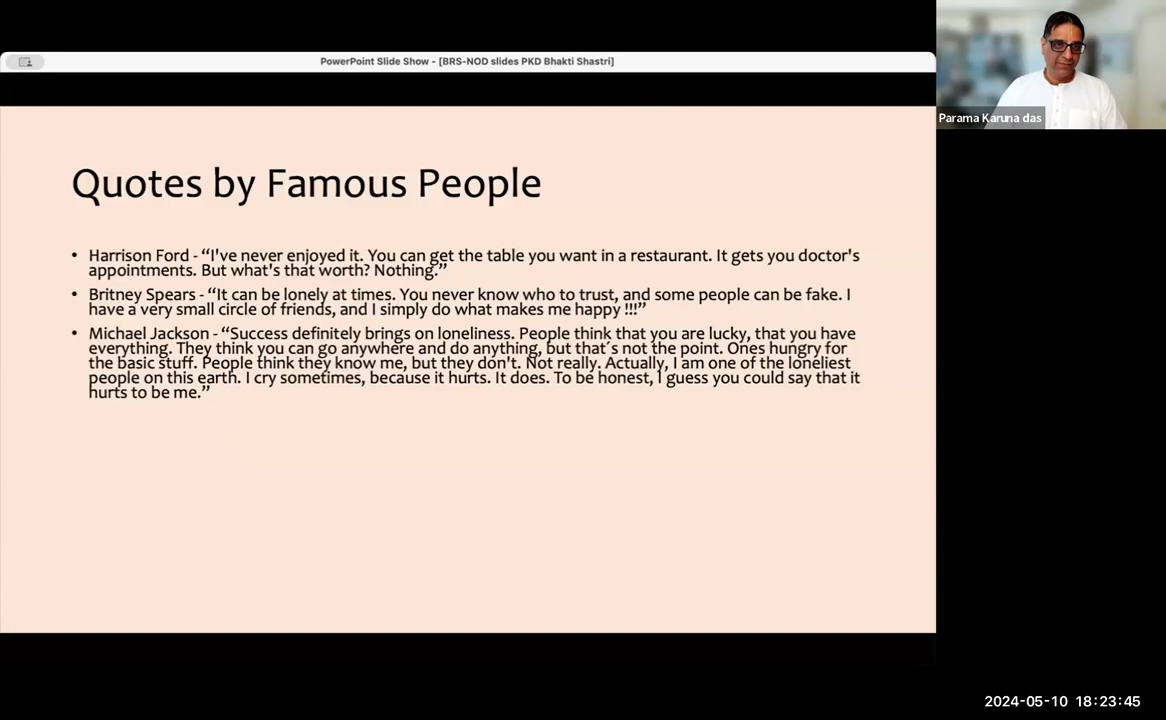 PowerPoint Slide Show - [BRS-NOD slides PKD Bhakti Shastri]
Parama Karuna das
Quotes by Famous People
• Harrison Ford - “I've never enjoyed it. You can get the table you want in a restaurant. It gets you doctor's
appointments. But what's that worth? Nothing.”
• Britney Spears - “It can be lonely at times. You never know who to trust, and some people can be fake. I
have a very small circle of friends, and I simply do what makes me happy !!!”
• Michael Jackson - “Success definitely brings on loneliness. People think that you are lucky, that you have
everything. They think you can go anywhere and do anything, but that´s not the point. Ones hungry for
the basic stuff. People think they know me, but they don't. Not really. Actually, I am one of the loneliest
people on this earth. I cry sometimes, because it hurts. It does. To be honest, I guess you could say that it
hurts to be me.”
2024-05-10 18:23:45